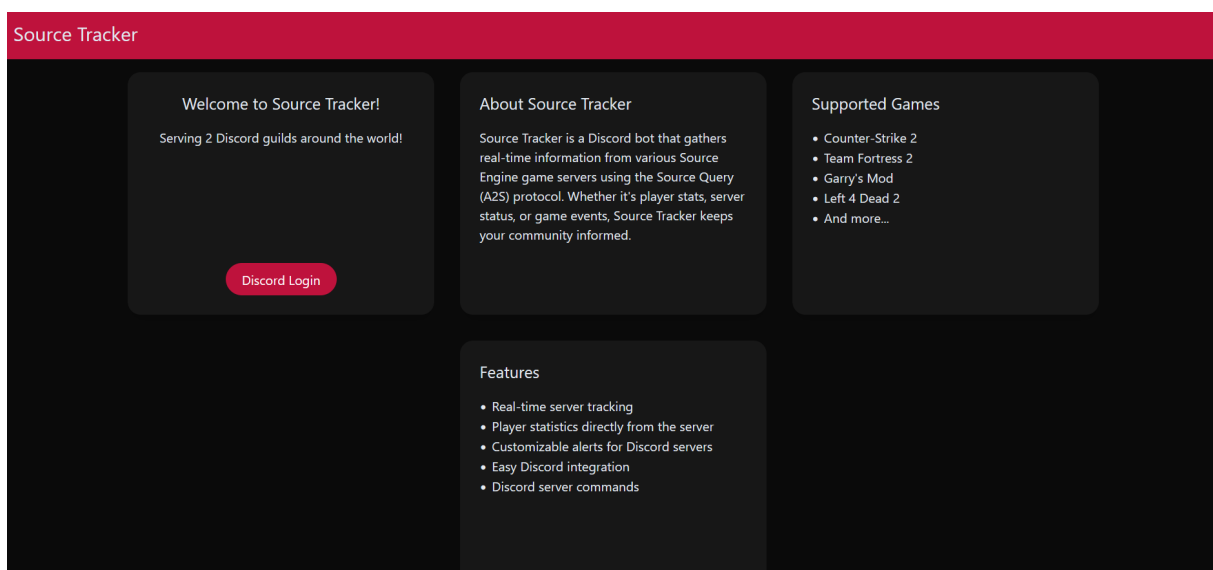 Source Tracker
Welcome to Source Tracker!
Serving 2 Discord guilds around the world!
Discord Login
About Source Tracker
Source Tracker is a Discord bot that gathers
real-time information from various Source
Engine game servers using the Source Query
(A2S) protocol. Whether it's player stats, server
status, or game events, Source Tracker keeps
your community informed.
Supported Games
• Counter-Strike 2
• Team Fortress 2
• Garry's Mod
• Left 4 Dead 2
• And more...
Features
• Real-time server tracking
• Player statistics directly from the server
• Customizable alerts for Discord servers
• Easy Discord integration
• Discord server commands